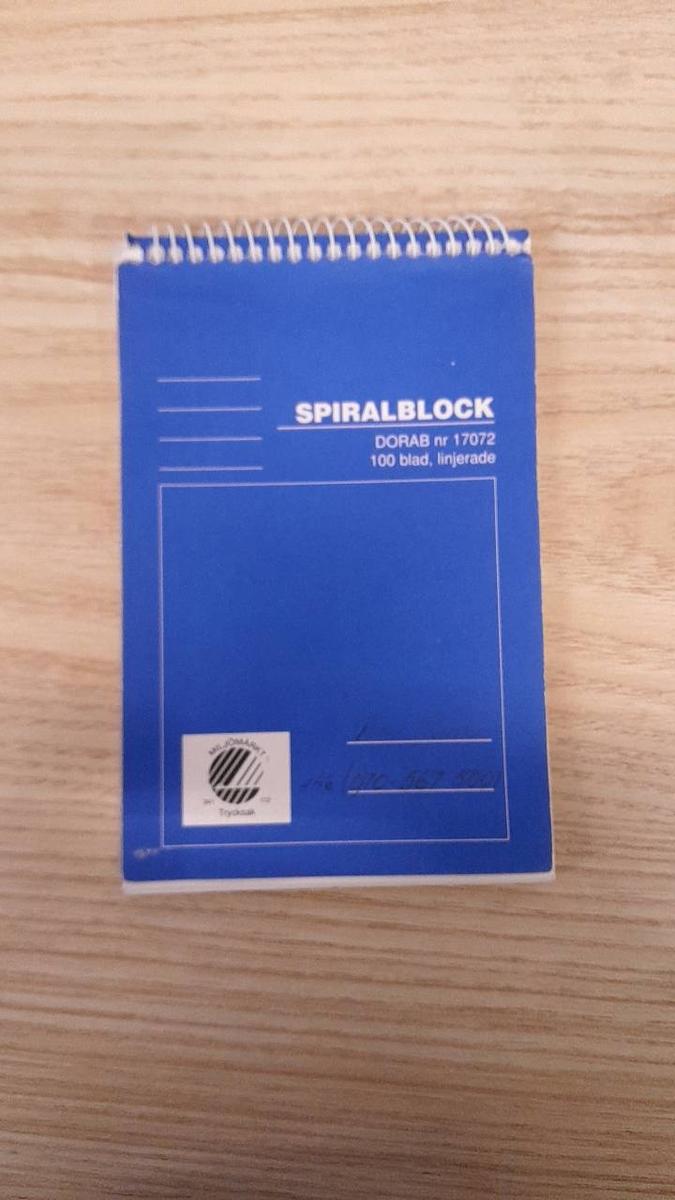 SPIRALBLOCK
DORAB nr 17072
100 blad, linjerade
MILJÖMÄRKT
Trycksak